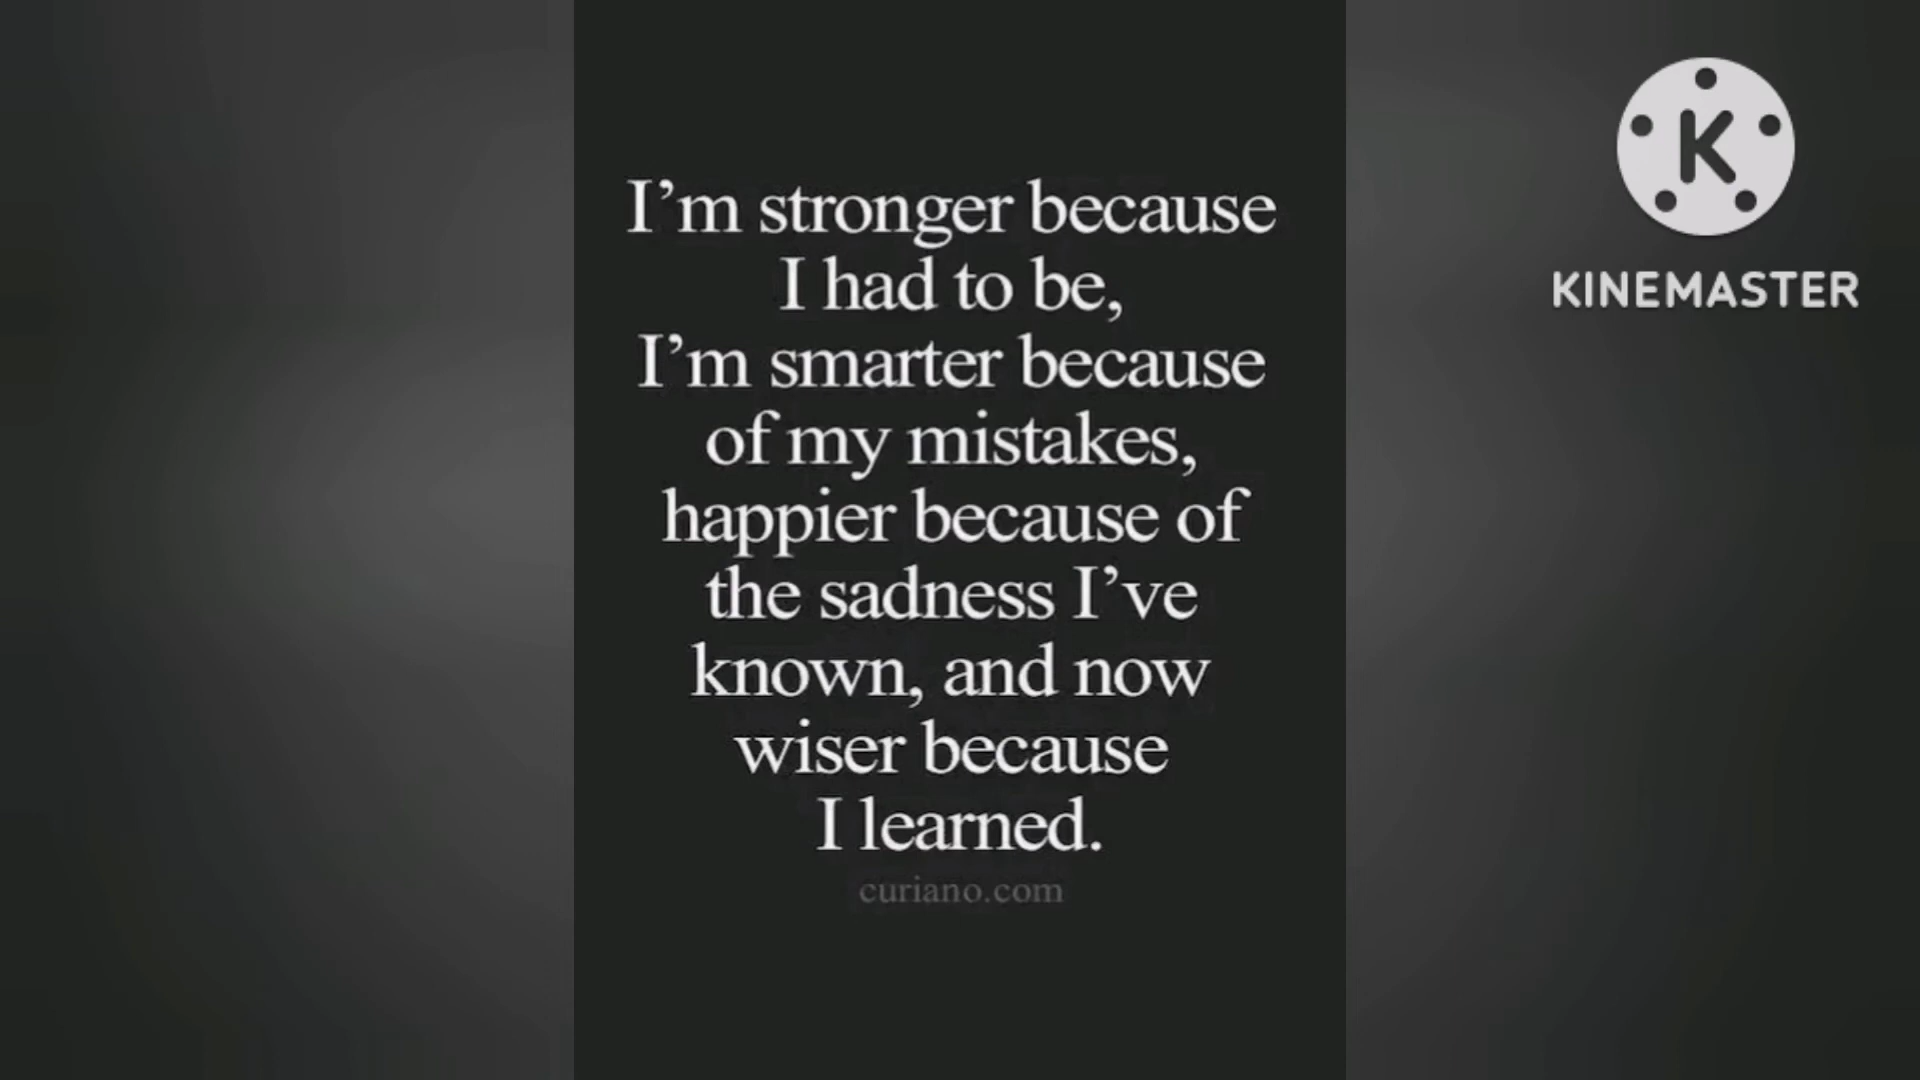 I’m stronger because
I had to be,
I’m smarter because
of my mistakes,
happier because of
the sadness I’ve
known, and now
wiser because
I learned.
curiano.com
K
KINEMASTER